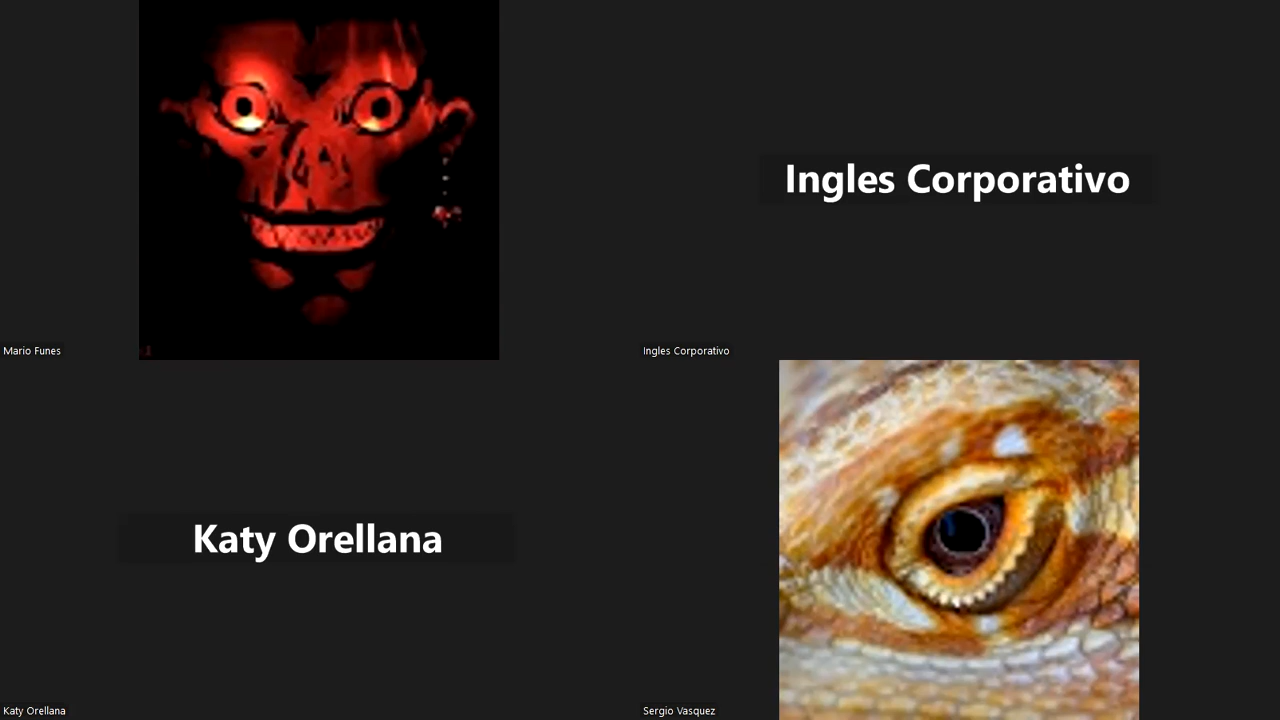 Mario Funes
Ingles Corporativo
Ingles Corporativo
Katy Orellana
Katy Orellana
Sergio Vasquez